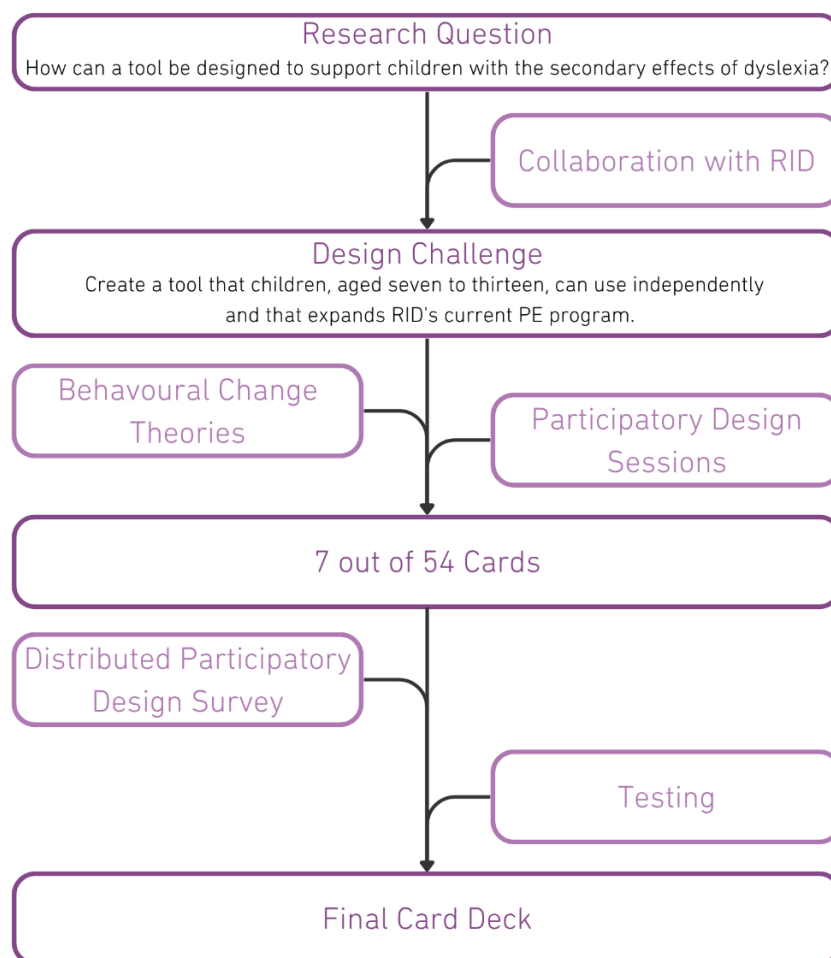 Research Question
How can a tool be designed to support children with the secondary effects of dyslexia?
Collaboration with RID
Design Challenge
Create a tool that children, aged seven to thirteen, can use independently
and that expands RID's current PE program.
Behavoural Change
Theories
Participatory Design
Sessions
7 out of 54 Cards
Distributed Participatory
Design Survey
Testing
Final Card Deck